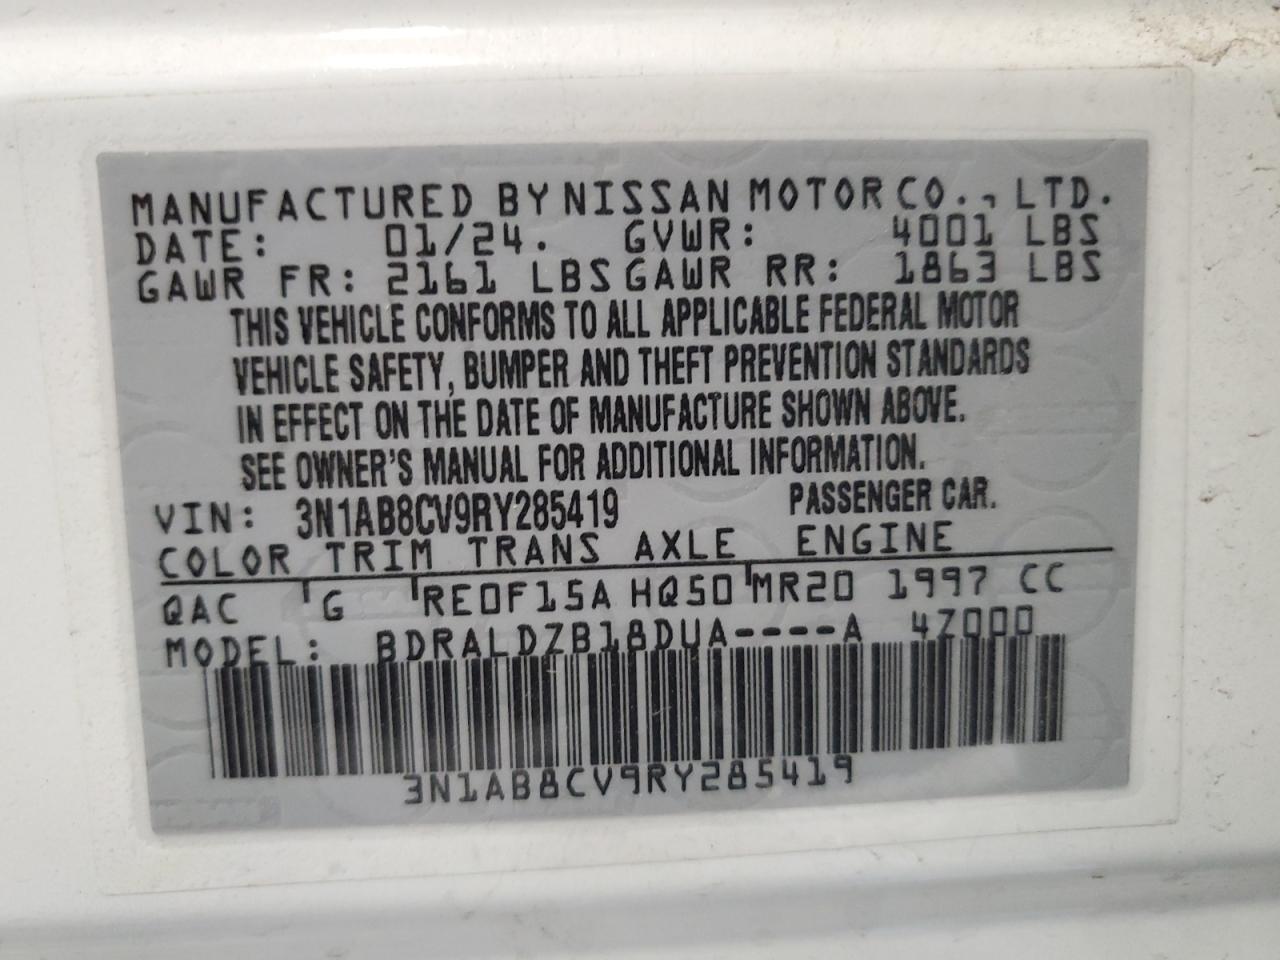 MANUFACTURED BY NISSAN MOTOR CO., LTD.
DATE: 01/24. GVWR: 4001 LBS
GAWR FR: 2161 LBS GAWR RR: 1863 LBS
THIS VEHICLE CONFORMS TO ALL APPLICABLE FEDERAL MOTOR
VEHICLE SAFETY, BUMPER AND THEFT PREVENTION STANDARDS
IN EFFECT ON THE DATE OF MANUFACTURE SHOWN ABOVE.
SEE OWNER'S MANUAL FOR ADDITIONAL INFORMATION.
VIN: 3N1AB8CV9RY285419 PASSENGER CAR.
COLOR TRIM TRANS AXLE ENGINE
QAC G RE0F15A HQ50 MR20 1997 CC
MODEL: BDRALDZB18DUA----A 4Z000
3N1AB8CV9RY285419